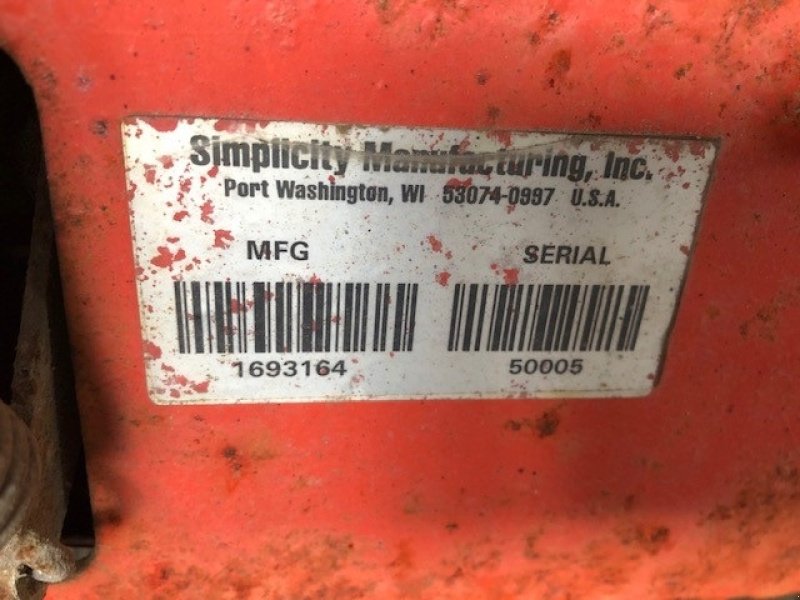 Simplicity Manufacturing, Inc.
Port Washington, WI 53074-0997 U.S.A.
MFG SERIAL
1693164 50005